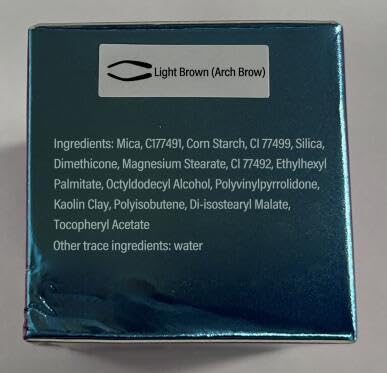 Light Brown (Arch Brow)
Ingredients: Mica, C177491, Corn Starch, CI 77499, Silica,
Dimethicone, Magnesium Stearate, CI 77492, Ethylhexyl
Palmitate, Octyldodecyl Alcohol, Polyvinylpyrrolidone,
Kaolin Clay, Polyisobutene, Di-isostearyl Malate,
Tocopheryl Acetate
Other trace ingredients: water